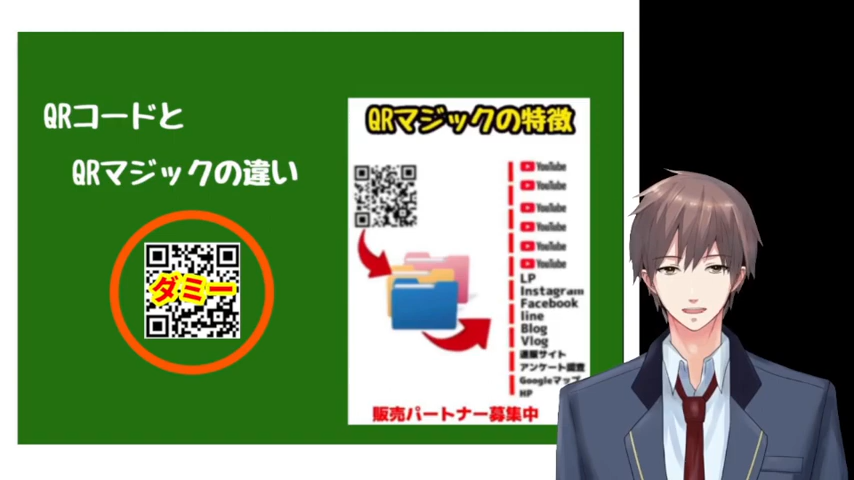 QRコードと
QRマジックの違い
ダミー
QRマジックの特徴
YouTube
YouTube
YouTube
YouTube
YouTube
YouTube
LP
Instagram
Facebook
line
Blog
Vlog
通販サイト
アンケート調査
Googleマップ
HP
販売パートナー募集中